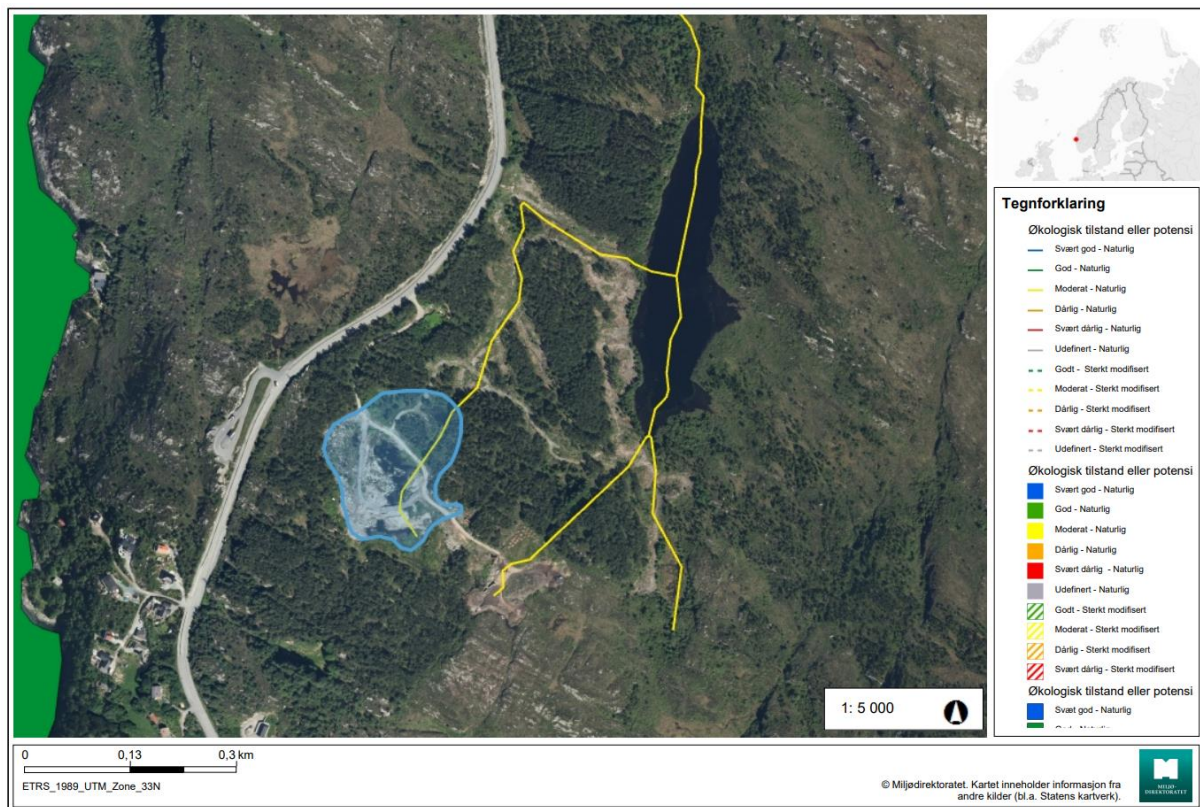 Tegnforklaring
Økologisk tilstand eller potensi
Svært god - Naturlig
God - Naturlig
Moderat - Naturlig
Dårlig - Naturlig
Svært dårlig - Naturlig
Udefinert - Naturlig
Godt - Sterkt modifisert
Moderat - Sterkt modifisert
Dårlig - Sterkt modifisert
Svært dårlig - Sterkt modifisert
Udefinert - Sterkt modifisert
Økologisk tilstand eller potensi
Svært god - Naturlig
God - Naturlig
Moderat - Naturlig
Dårlig - Naturlig
Svært dårlig - Naturlig
Udefinert - Naturlig
Godt - Sterkt modifisert
Moderat - Sterkt modifisert
Dårlig - Sterkt modifisert
Svært dårlig - Sterkt modifisert
Økologisk tilstand eller potensi
Svæt god - Naturlig
1: 5 000
0 0,13 0,3 km
ETRS_1989_UTM_Zone_33N
© Miljødirektoratet. Kartet inneholder informasjon fra
andre kilder (bl.a. Statens kartverk).
MILJØ-
DIREKTORATET